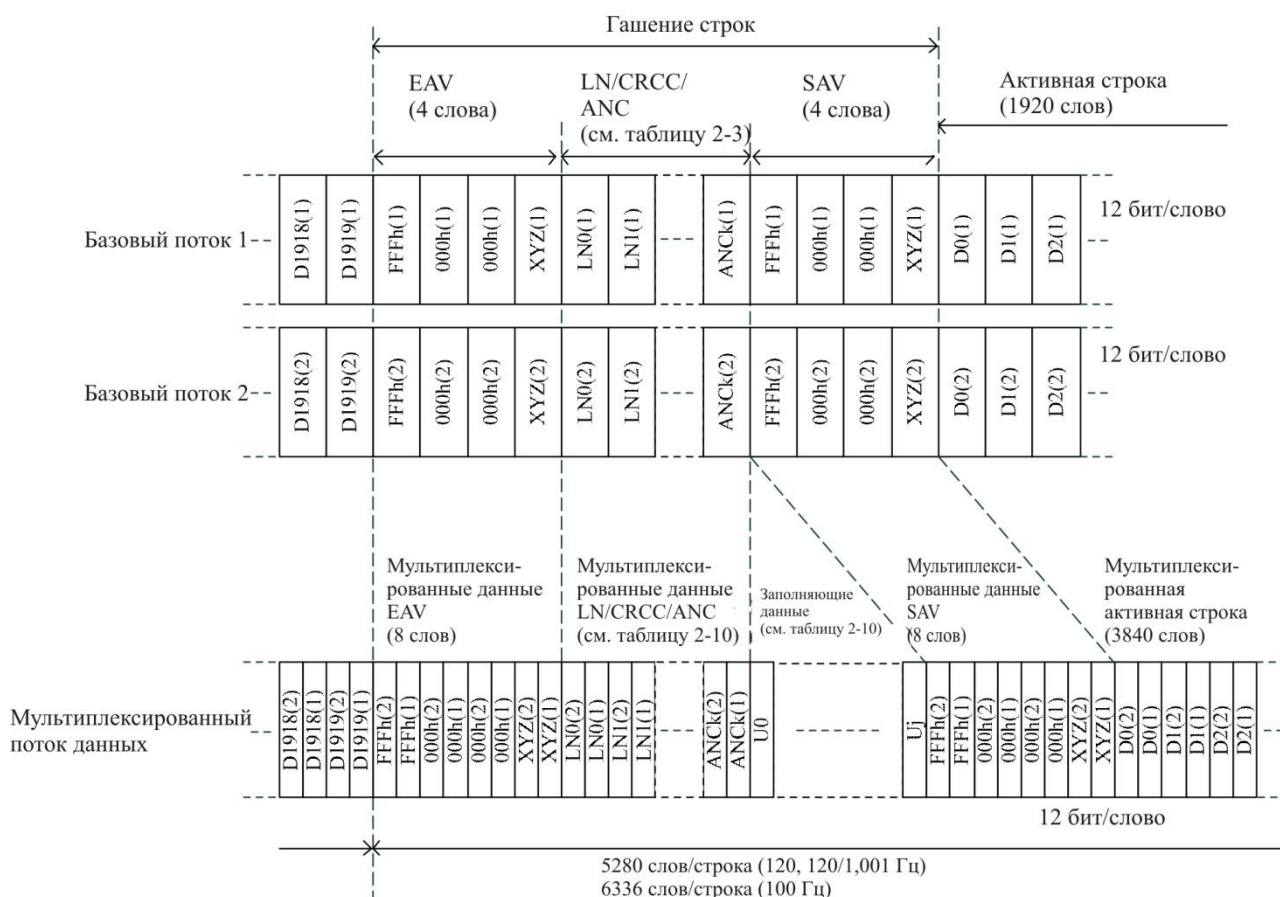 Гашение строк
EAV
(4 слова)
LN/CRCC/
ANC
(см. таблицу 2-3)
SAV
(4 слова)
Активная строка
(1920 слов)
Базовый поток 1
D1918(1)
D1919(1)
FFFh(1)
000h(1)
000h(1)
XYZ(1)
LN0(1)
LN1(1)
ANCk(1)
FFFh(1)
000h(1)
000h(1)
XYZ(1)
D0(1)
D1(1)
D2(1)
12 бит/слово
Базовый поток 2
D1918(2)
D1919(2)
FFFh(2)
000h(2)
000h(2)
XYZ(2)
LN0(2)
LN1(2)
ANCk(2)
FFFh(2)
000h(2)
000h(2)
XYZ(2)
D0(2)
D1(2)
D2(2)
12 бит/слово
Мультиплекси-
рованные данные
EAV
(8 слов)
Мультиплекси-
рованные данные
LN/CRCC/ANC
(см. таблицу 2-10)
Заполняющие
данные
(см. таблицу 2-10)
Мультиплекси-
рованные данные
SAV
(8 слов)
Мультиплекси-
рованная
активная строка
(3840 слов)
Мультиплексированный
поток данных
D1918(2)
D1918(1)
D1919(2)
D1919(1)
FFFh(2)
FFFh(1)
000h(2)
000h(1)
000h(2)
000h(1)
XYZ(2)
XYZ(1)
LN0(2)
LN0(1)
LN1(2)
LN1(1)
ANCk(2)
ANCk(1)
U0
Uj
FFFh(2)
FFFh(1)
000h(2)
000h(1)
000h(2)
000h(1)
XYZ(2)
XYZ(1)
D0(2)
D0(1)
D1(2)
D1(1)
D2(2)
D2(1)
12 бит/слово
5280 слов/строка (120, 120/1,001 Гц)
6336 слов/строка (100 Гц)